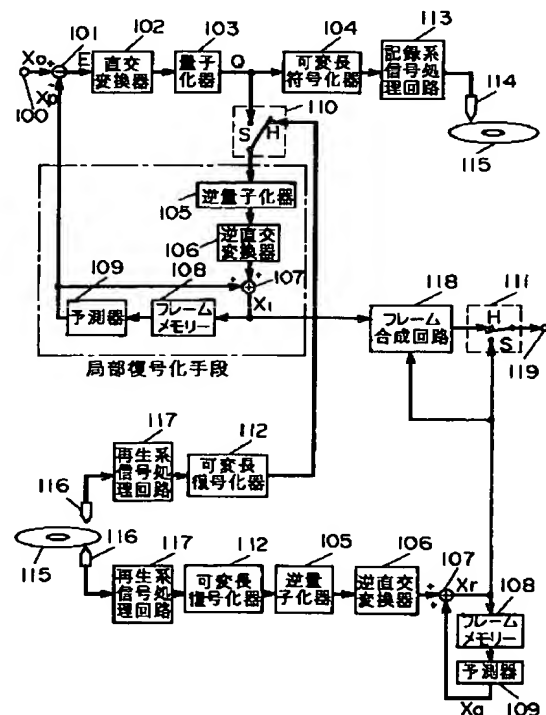 101
102
103
104
113
Xo
+
E
直交
変換器
量子
化器
Q
可変長
符号化器
記録系
信号処
理回路
100
Xp
-
110
114
S
H
115
逆量子化器
105
106
逆直交
変換器
109
108
+
+
107
118
111
予測器
フレーム
メモリー
X1
フレーム
合成回路
H
S
119
局部復号化手段
117
112
再生系
信号処
理回路
可変長
復号化器
116
115
116
117
112
105
106
107
再生系
信号処
理回路
可変長
復号化器
逆量
子化器
逆直交
変換器
+
+
Xr
108
フレーム
メモリー
予測器
Xq
109